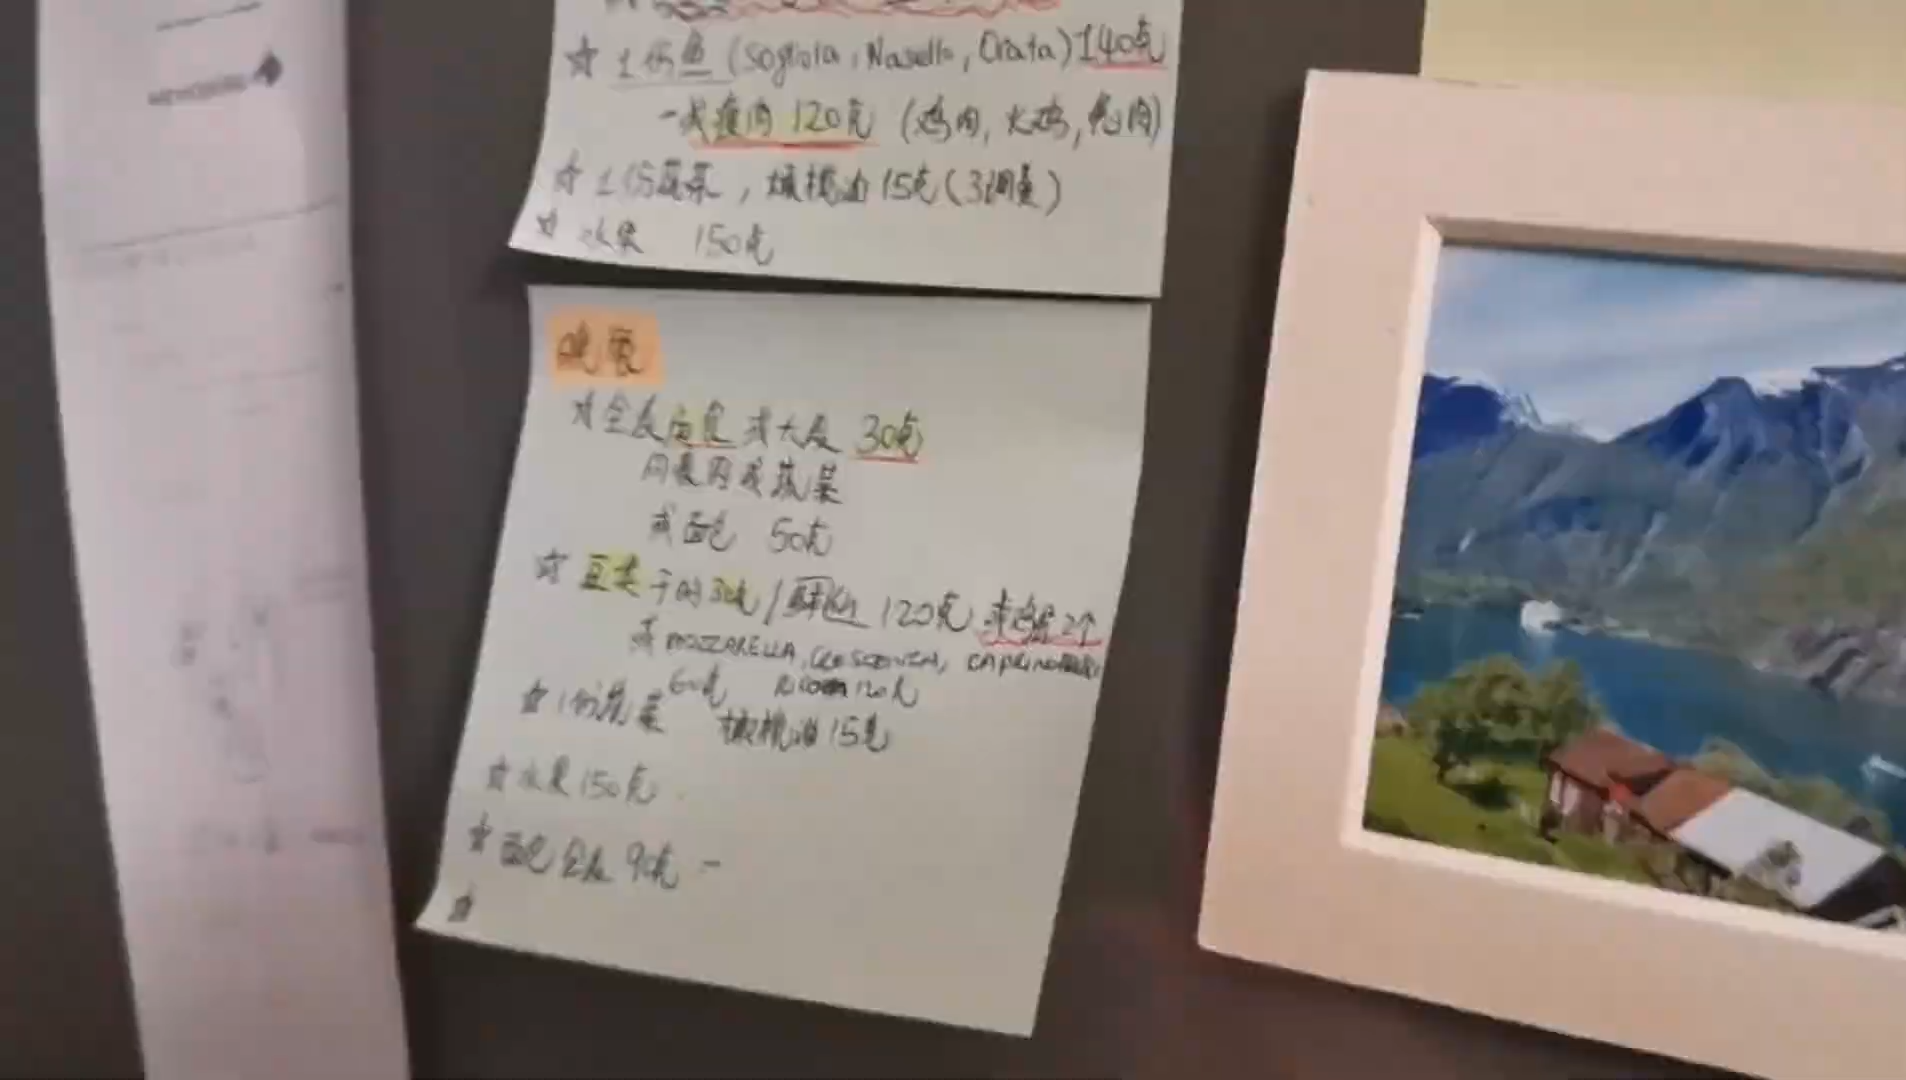 ☆ 1份鱼 (Sogliola, Nasello, Orata) 140克
-或瘦肉 120克 (鸡肉, 火鸡, 兔肉)
☆ 1份蔬菜, 橄榄油 15克 (3调羹)
☆ 水果 150克
晚餐
☆ 全麦面食 或大麦 30克
蔬菜
或面包 50克
☆ 豆类 干的30克 / 新鲜 120克 或鸡蛋2个
或 MOZZARELLA, CRESCENZA, CAPRINO
60克 RICOTTA 120克
☆ 1份蔬菜 橄榄油 15克
☆ 水果 150克
☆ 面包 全麦 90克 -
☆